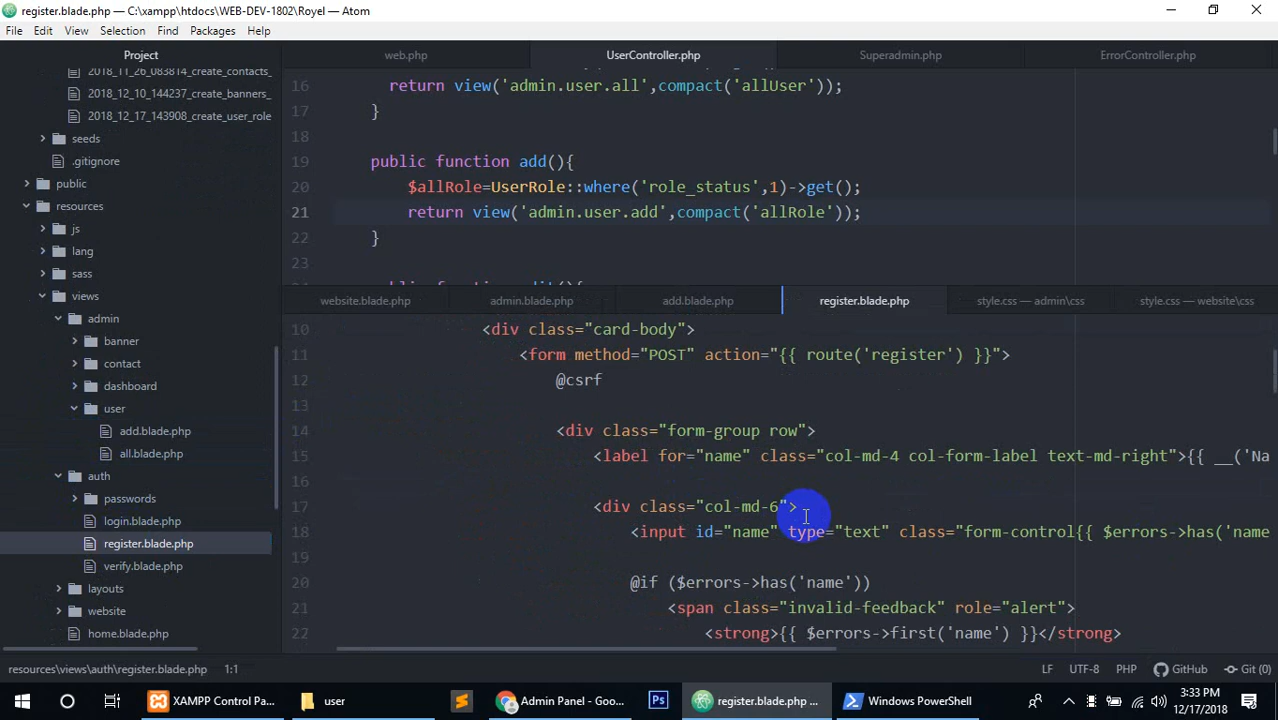 register.blade.php — C:\xampp\htdocs\WEB-DEV-1802\Royel — Atom
File Edit View Selection Find Packages Help
Project
2018_11_26_083814_create_contacts_
2018_12_10_144237_create_banners_
2018_12_17_143908_create_user_role
seeds
.gitignore
public
resources
js
lang
sass
views
admin
banner
contact
dashboard
user
add.blade.php
all.blade.php
auth
passwords
login.blade.php
register.blade.php
verify.blade.php
layouts
website
home.blade.php
web.php UserController.php Superadmin.php ErrorController.php
16 return view('admin.user.all',compact('allUser'));
17 }
18
19 public function add(){
20 $allRole=UserRole::where('role_status',1)->get();
21 return view('admin.user.add',compact('allRole'));
22 }
23
website.blade.php admin.blade.php add.blade.php register.blade.php style.css — admin\css style.css — website\css
10 <div class="card-body">
11 <form method="POST" action="{{ route('register') }}">
12 @csrf
13
14 <div class="form-group row">
15 <label for="name" class="col-md-4 col-form-label text-md-right">{{ __('Na
16
17 <div class="col-md-6">
18 <input id="name" type="text" class="form-control{{ $errors->has('name
19
20 @if ($errors->has('name'))
21 <span class="invalid-feedback" role="alert">
22 <strong>{{ $errors->first('name') }}</strong>
resources\views\auth\register.blade.php 1:1 LF UTF-8 PHP GitHub Git (0)
XAMPP Control Pa... user Ps Admin Panel - Goo... register.blade.php ... Windows PowerShell 3:33 PM
12/17/2018